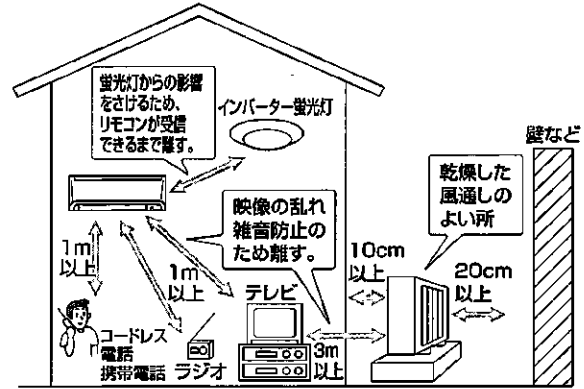 蛍光灯からの影響
をさけるため、
リモコンが受信
できるまで離す。
インバーター蛍光灯
壁など
乾燥した
風通しの
よい所
映像の乱れ
雑音防止の
ため離す。
1m
以上
1m
以上
テレビ
10cm
以上
20cm
以上
コードレス
電話
携帯電話
ラジオ
3m
以上